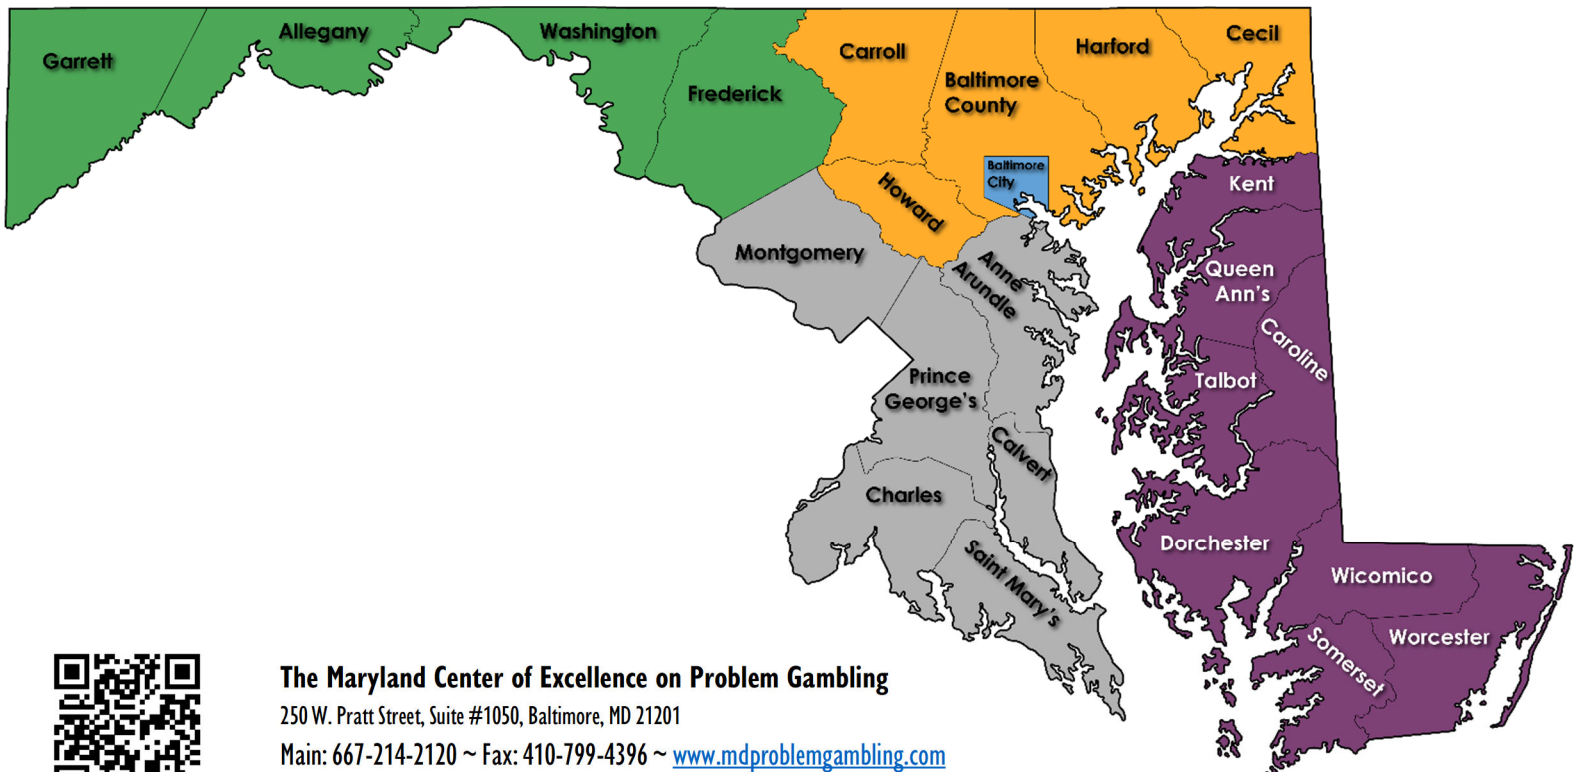 Garrett
Allegany
Washington
Frederick
Carroll
Baltimore
County
Harford
Cecil
Baltimore
City
Howard
Kent
Montgomery
Anne
Arundle
Queen
Ann's
Caroline
Prince
George's
Talbot
Calvert
Charles
Dorchester
Saint Mary's
Wicomico
Somerset
Worcester
The Maryland Center of Excellence on Problem Gambling
250 W. Pratt Street, Suite #1050, Baltimore, MD 21201
Main: 667-214-2120 ~ Fax: 410-799-4396 ~ www.mdproblemgambling.com